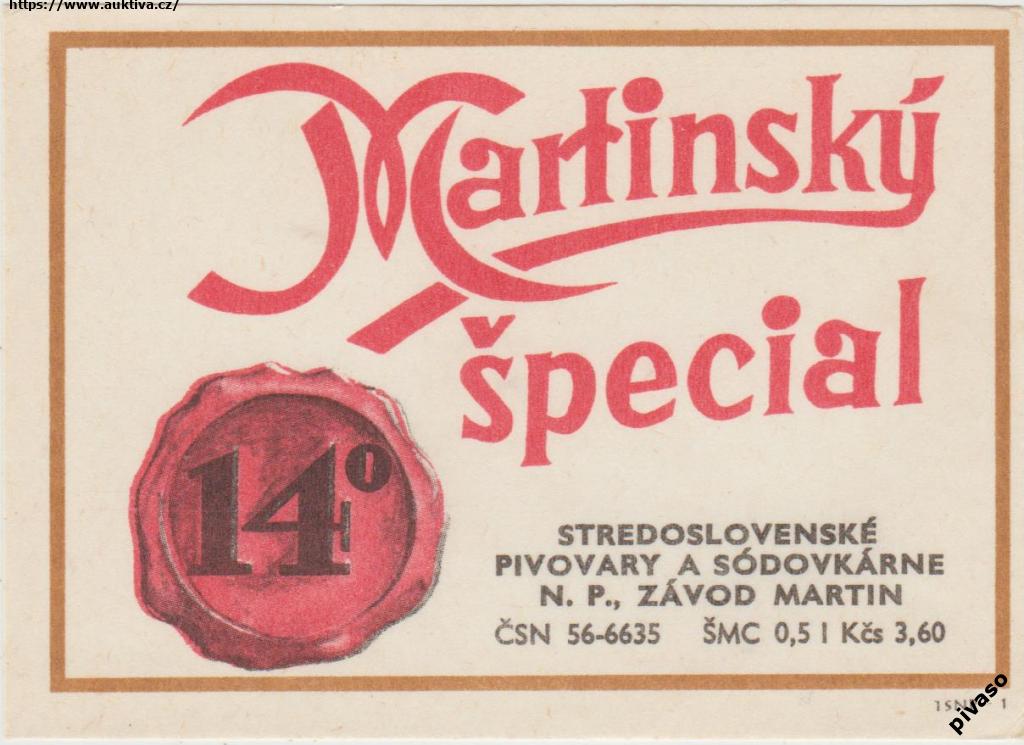 https://www.auktiva.cz/
Martinský
špecial
14°
STREDOSLOVENSKÉ
PIVOVARY A SÓDOVKÁRNE
N. P., ZÁVOD MARTIN
ČSN 56-6635 ŠMC 0,5 l Kčs 3,60
1
pivaso